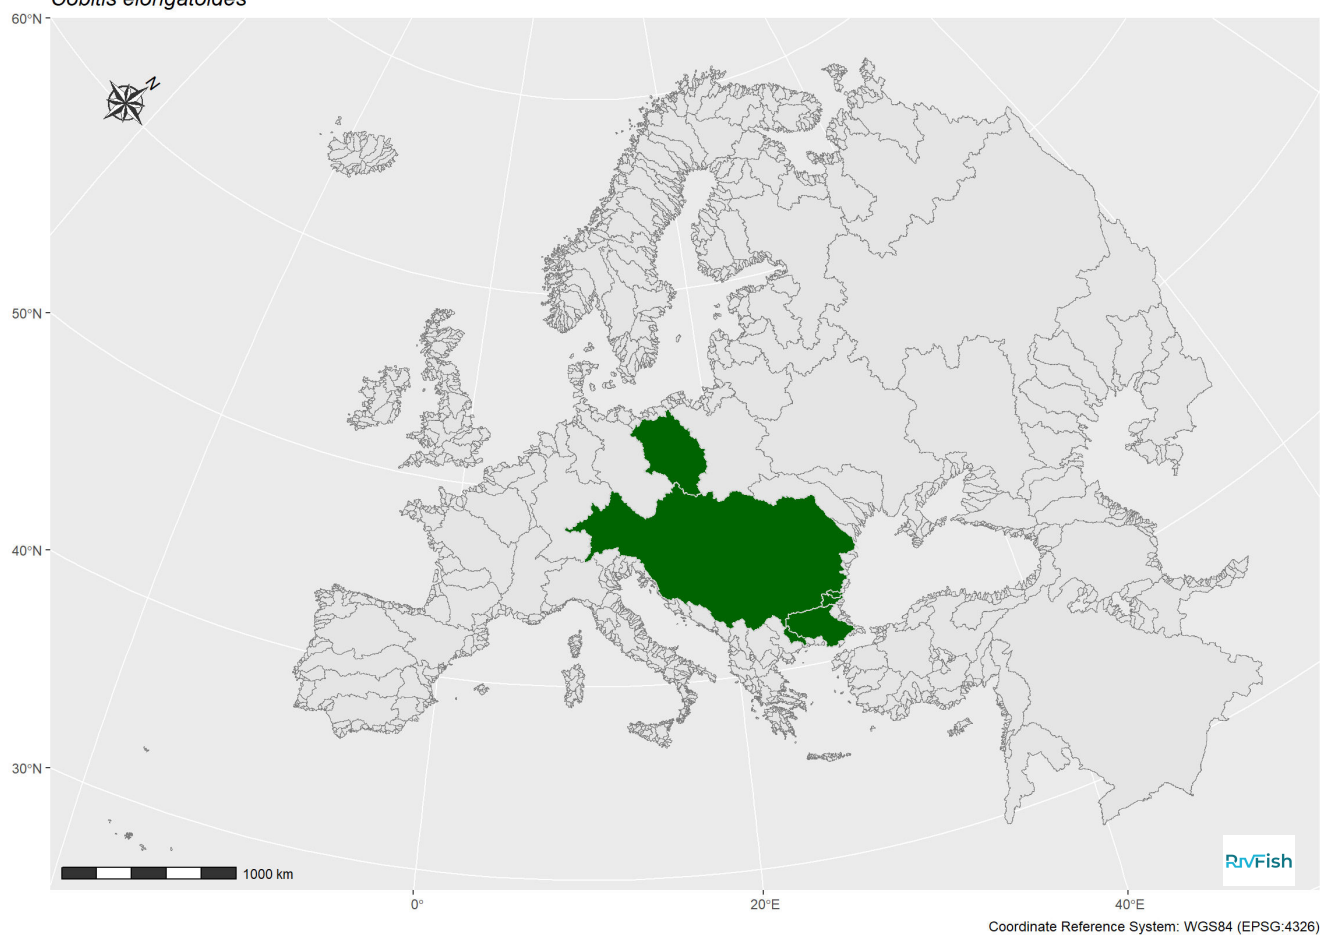 Cobitis elongatoides
60°N
N
50°N
40°N
30°N
1000 km
RIVFish
0°
20°E
40°E
Coordinate Reference System: WGS84 (EPSG:4326)